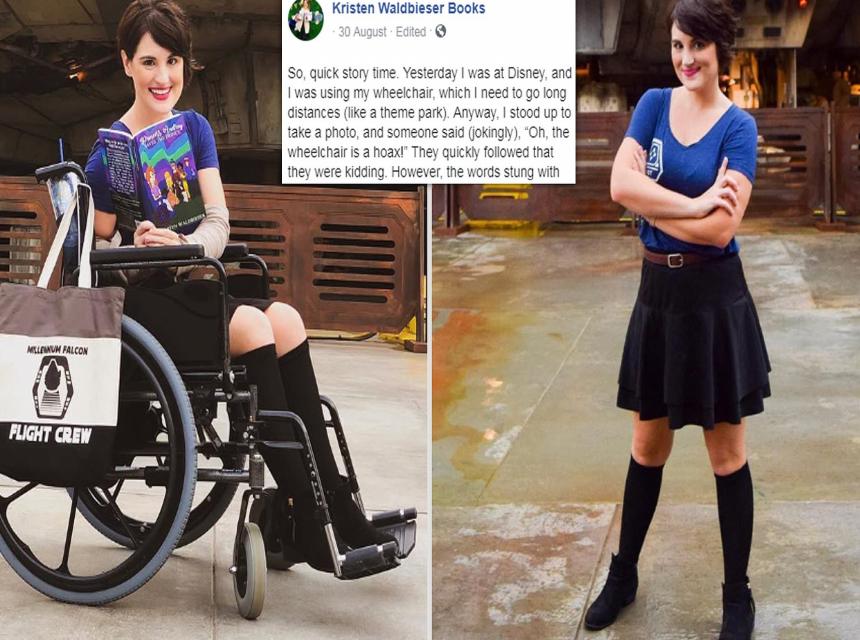 Kristen Waldbieser Books
· 30 August · Edited ·
So, quick story time. Yesterday I was at Disney, and
I was using my wheelchair, which I need to go long
distances (like a theme park). Anyway, I stood up to
take a photo, and someone said (jokingly), “Oh, the
wheelchair is a hoax!” They quickly followed that
they were kidding. However, the words stung with
MILLENNIUM FALCON
FLIGHT CREW